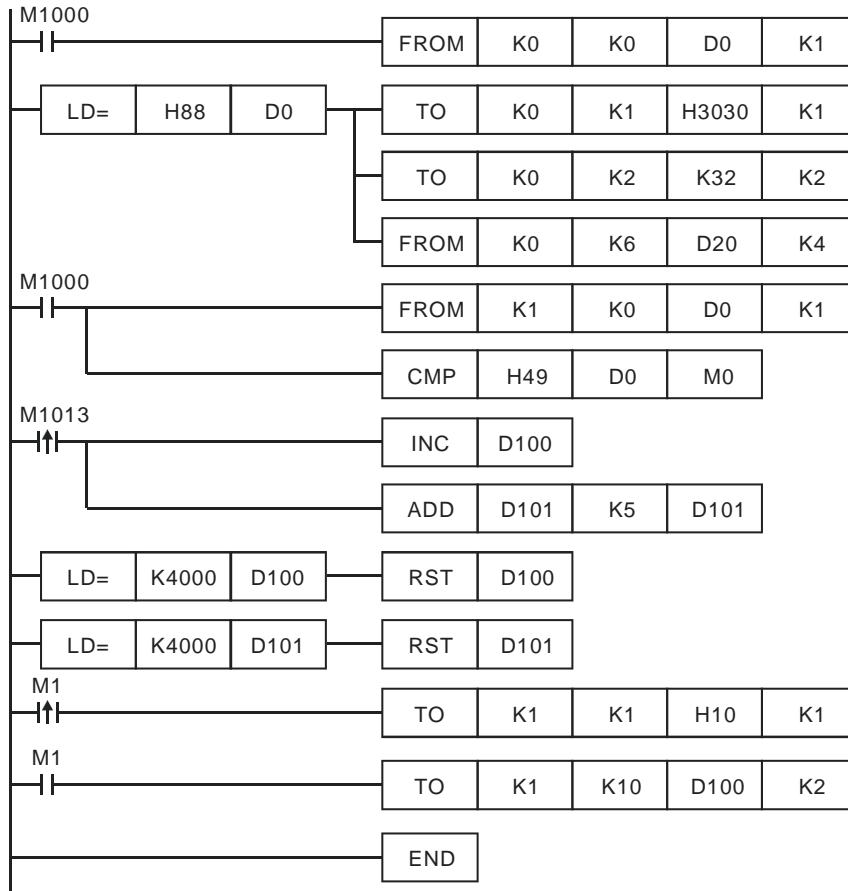 M1000
FROM K0 K0 D0 K1
LD= H88 D0 TO K0 K1 H3030 K1
TO K0 K2 K32 K2
FROM K0 K6 D20 K4
M1000
FROM K1 K0 D0 K1
CMP H49 D0 M0
M1013
INC D100
ADD D101 K5 D101
LD= K4000 D100 RST D100
LD= K4000 D101 RST D101
M1
TO K1 K1 H10 K1
M1
TO K1 K10 D100 K2
END